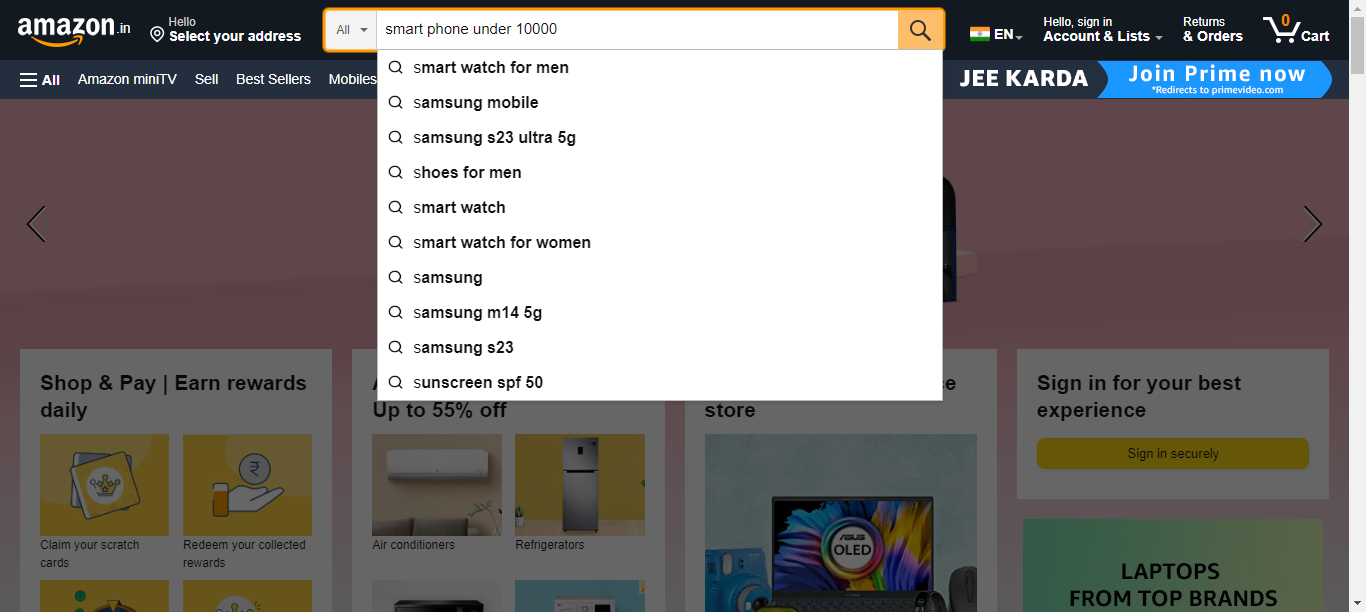 amazon.in
Hello
Select your address
All
smart phone under 10000
EN
Hello, sign in
Account & Lists
Returns
& Orders
0
Cart
All
Amazon miniTV
Sell
Best Sellers
Mobiles
JEE KARDA
Join Prime now
*Redirects to primevideo.com
smart watch for men
samsung mobile
samsung s23 ultra 5g
shoes for men
smart watch
smart watch for women
samsung
samsung m14 5g
samsung s23
sunscreen spf 50
Shop & Pay | Earn rewards
daily
Claim your scratch
cards
Redeem your collected
rewards
Up to 55% off
Air conditioners
Refrigerators
store
ASUS
OLED
Sign in for your best
experience
Sign in securely
LAPTOPS
FROM TOP BRANDS